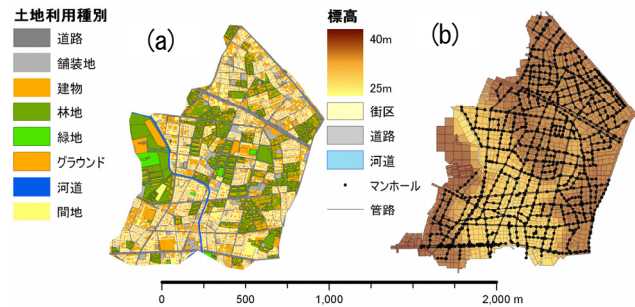 土地利用種別
道路
舗装地
建物
林地
緑地
グラウンド
河道
間地
(a)
標高
40m
25m
街区
道路
河道
マンホール
管路
(b)
0 500 1,000 2,000 m